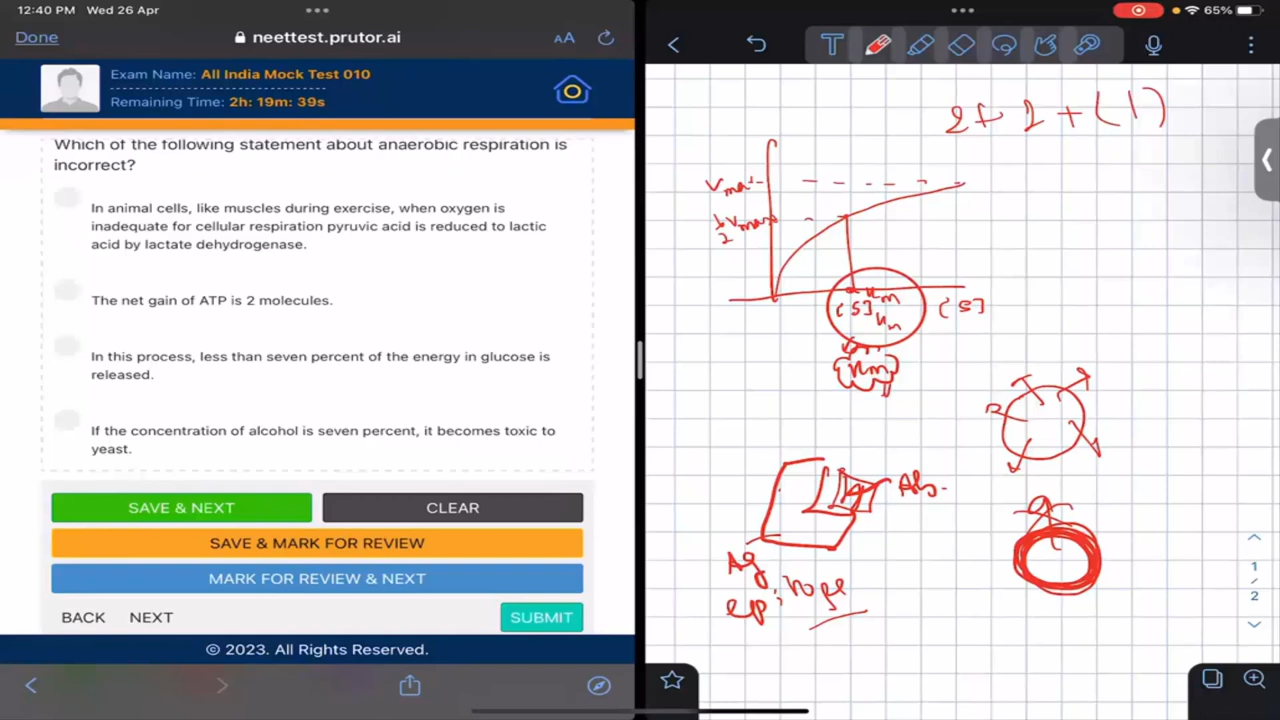 12:40 PM Wed 26 Apr
65%
Done
neettest.prutor.ai
AA
Exam Name: All India Mock Test 010
Remaining Time: 2h: 19m: 39s
Which of the following statement about anaerobic respiration is
incorrect?
In animal cells, like muscles during exercise, when oxygen is
inadequate for cellular respiration pyruvic acid is reduced to lactic
acid by lactate dehydrogenase.
The net gain of ATP is 2 molecules.
In this process, less than seven percent of the energy in glucose is
released.
If the concentration of alcohol is seven percent, it becomes toxic to
yeast.
SAVE & NEXT
CLEAR
SAVE & MARK FOR REVIEW
MARK FOR REVIEW & NEXT
BACK
NEXT
SUBMIT
© 2023. All Rights Reserved.
T
Vmax
1/2 Vmax
Km
[S]
[S]
Km
Ag
1
2